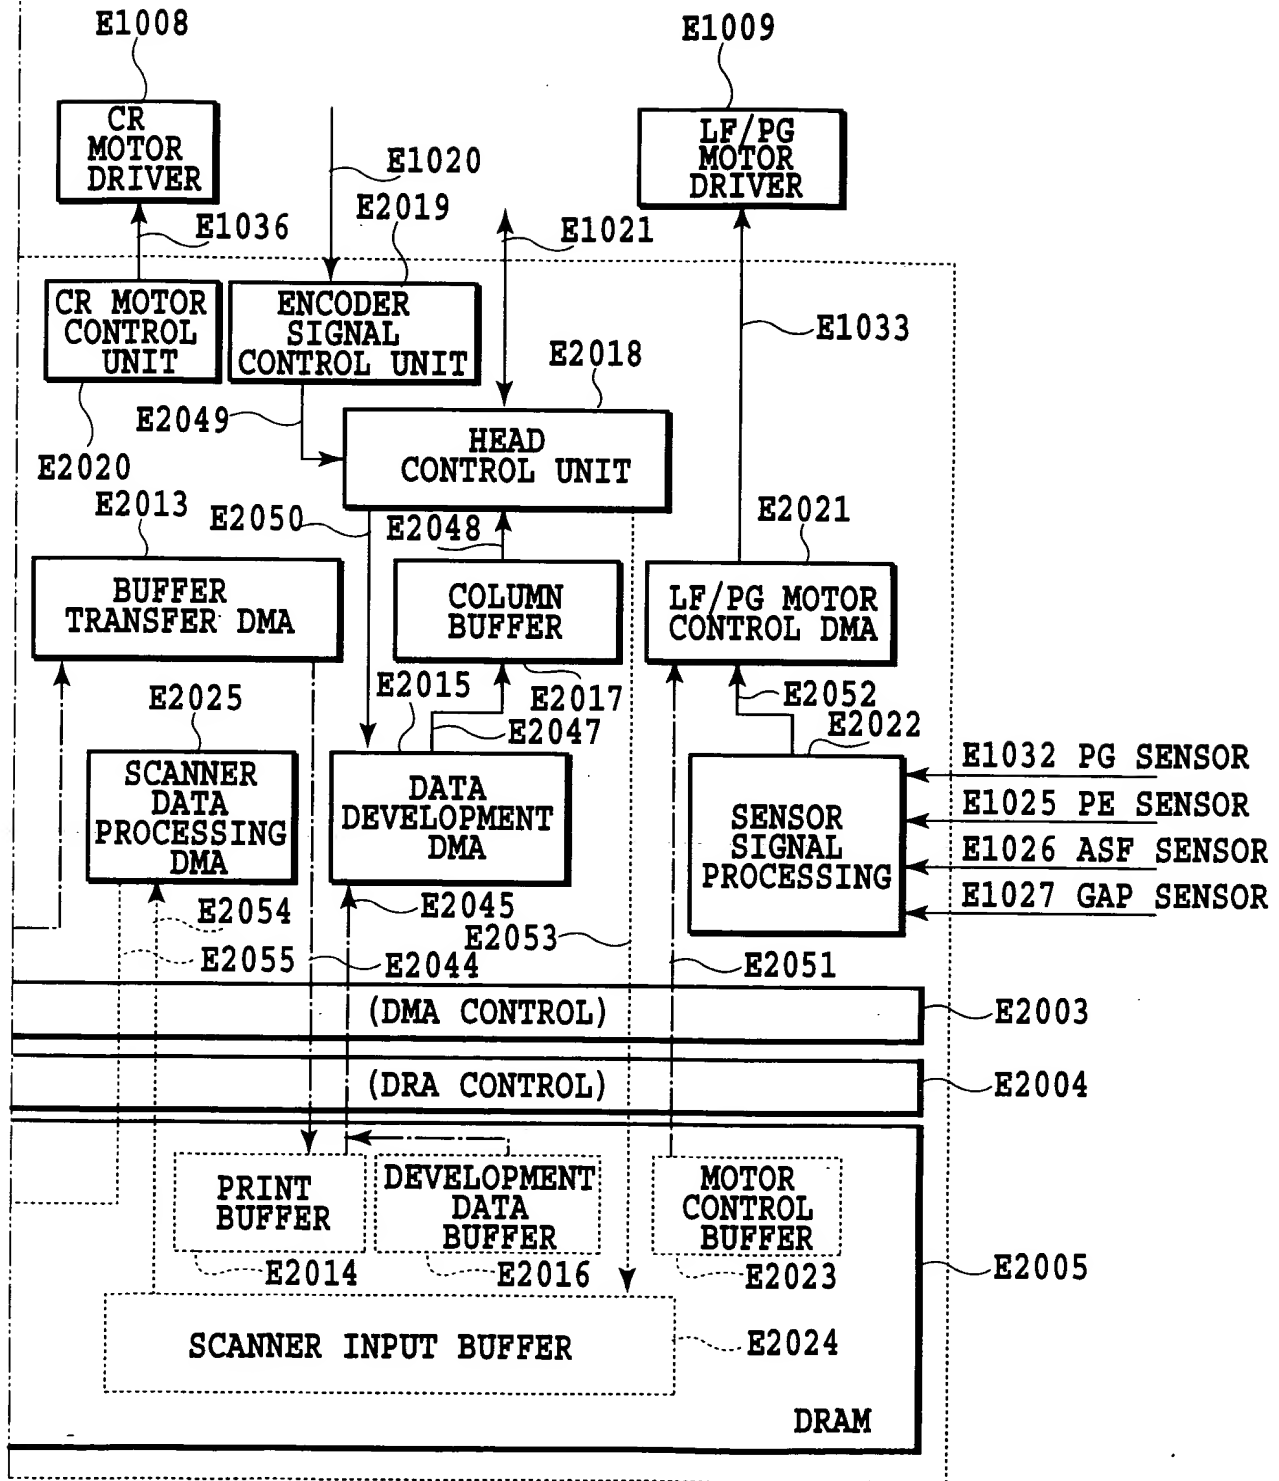 E1008
E1009
CR
MOTOR
DRIVER
LF/PG
MOTOR
DRIVER
E1020
E2019
E1036
E1021
CR MOTOR
CONTROL
UNIT
ENCODER
SIGNAL
CONTROL UNIT
E1033
E2018
E2049
E2020
HEAD
CONTROL UNIT
E2013
E2050
E2048
E2021
BUFFER
TRANSFER DMA
COLUMN
BUFFER
LF/PG MOTOR
CONTROL DMA
E2025
E2015
E2017
E2047
E2052
E2022
SCANNER
DATA
PROCESSING
DMA
DATA
DEVELOPMENT
DMA
SENSOR
SIGNAL
PROCESSING
E1032 PG SENSOR
E1025 PE SENSOR
E1026 ASF SENSOR
E1027 GAP SENSOR
E2054
E2045
E2053
E2055
E2044
E2051
(DMA CONTROL)
E2003
(DRA CONTROL)
E2004
PRINT
BUFFER
DEVELOPMENT
DATA
BUFFER
MOTOR
CONTROL
BUFFER
E2014
E2016
E2023
E2005
SCANNER INPUT BUFFER
E2024
DRAM